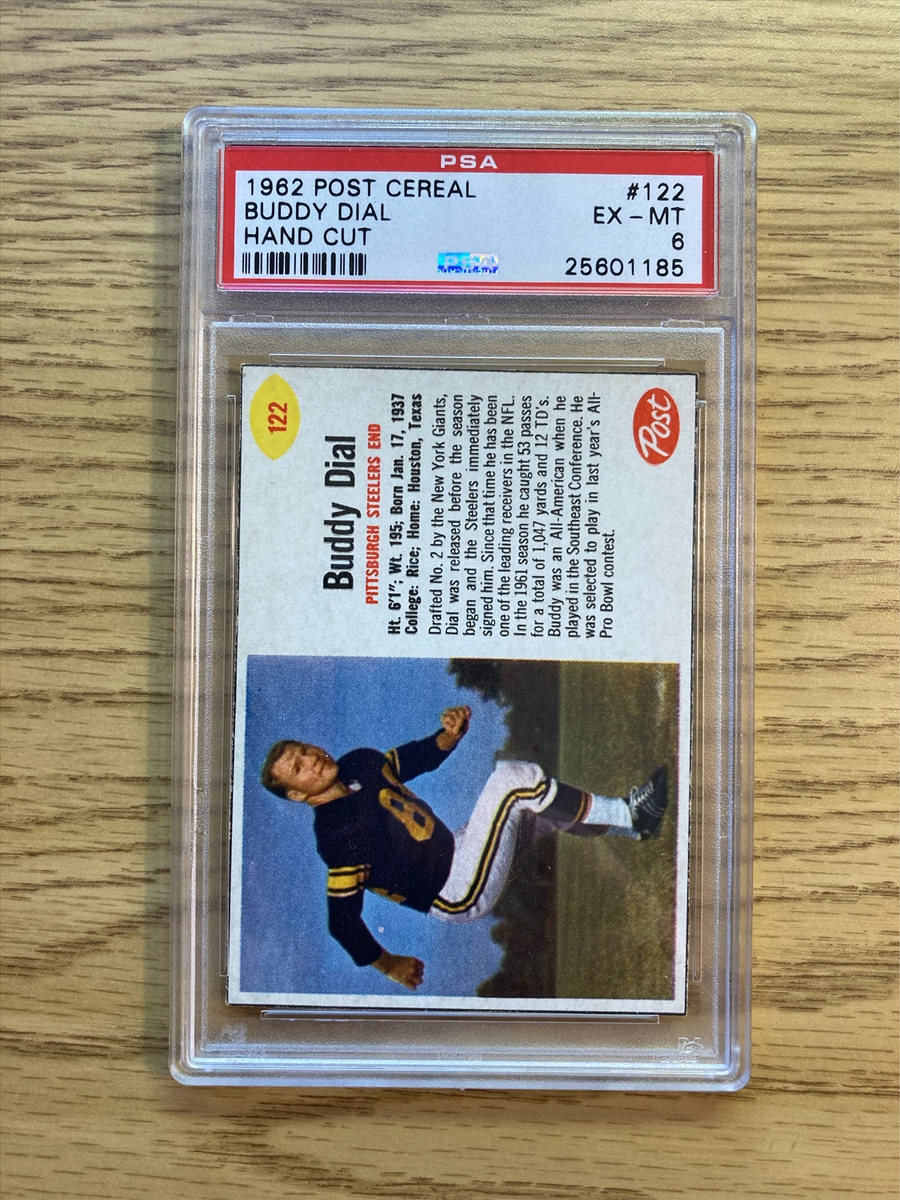 PSA
1962 POST CEREAL #122
BUDDY DIAL EX - MT
HAND CUT 6
25601185
122
Buddy Dial
PITTSBURGH STEELERS END
Ht. 6'1"; Wt. 195; Born Jan. 17, 1937
College: Rice; Home: Houston, Texas
Drafted No. 2 by the New York Giants,
Dial was released before the season
began and the Steelers immediately
signed him. Since that time he has been
one of the leading receivers in the NFL.
In the 1961 season he caught 53 passes
for a total of 1,047 yards and 12 TD's.
Buddy was an All-American when he
played in the Southeast Conference. He
was selected to play in last year's All-
Pro Bowl contest.
Post
8